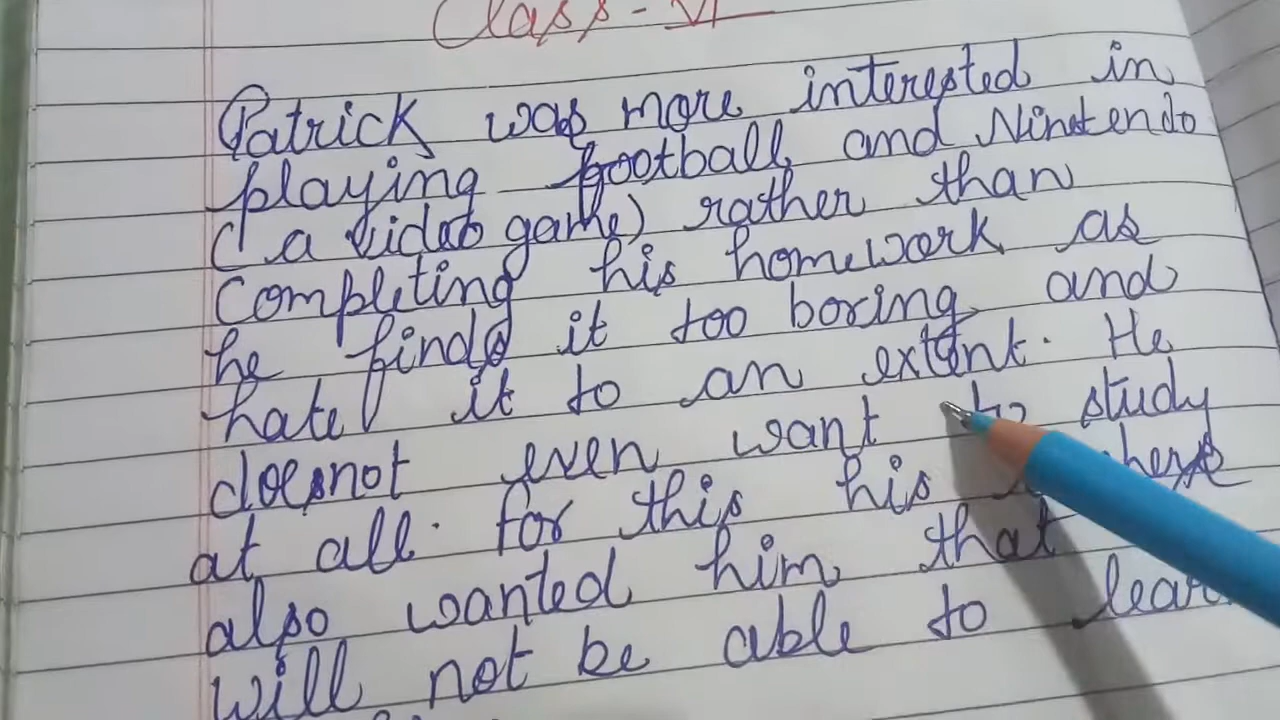 Class - VI
Patrick was more interested in
playing football and Nintendo
( a video game) rather than
completing his homework as
he finds it too boring and
hate it to an extent. He
doesnot even want to study
at all. for this his
also wanted him that
will not be able to